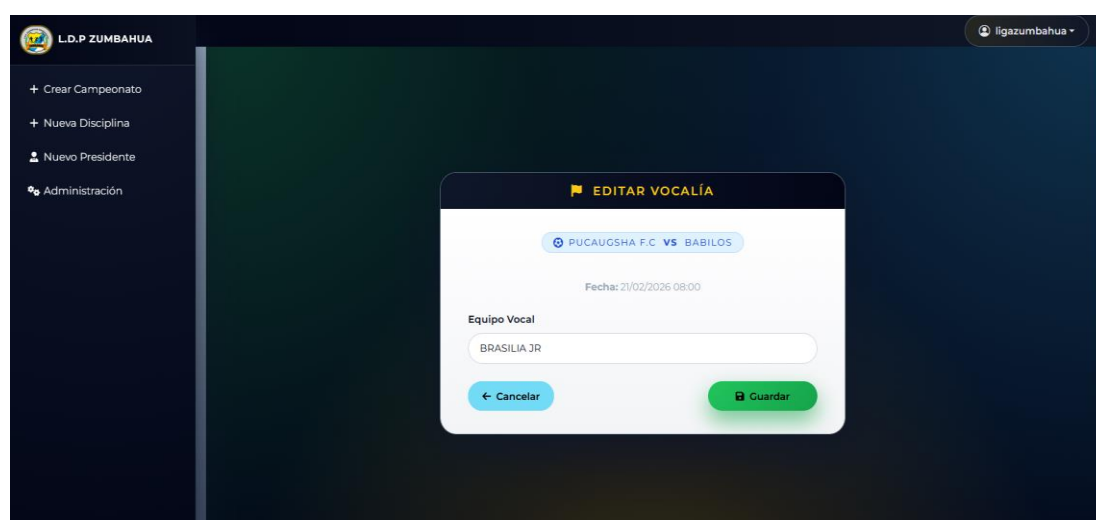 L.D.P ZUMBAHUA
ligazumbahua
Crear Campeonato
Nueva Disciplina
Nuevo Presidente
Administración
EDITAR VOCALÍA
PUCAUGSHA F.C VS BABILOS
Fecha: 21/02/2026 08:00
Equipo Vocal
BRASILIA JR
Cancelar
Guardar